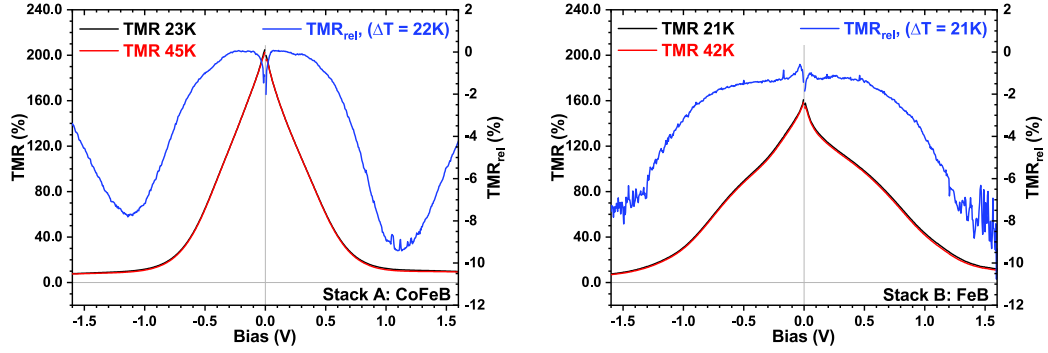 TMR 23K
TMR 45K
TMRrel, (ΔT = 22K)
240.0
200.0
160.0
120.0
80.0
40.0
0.0
TMR (%)
2
0
-2
-4
-6
-8
-10
-12
TMRrel (%)
Stack A: CoFeB
-1.5 -1.0 -0.5 0.0 0.5 1.0 1.5
Bias (V)
TMR 21K
TMR 42K
TMRrel, (ΔT = 21K)
240.0
200.0
160.0
120.0
80.0
40.0
0.0
TMR (%)
2
0
-2
-4
-6
-8
-10
-12
TMRrel (%)
Stack B: FeB
-1.5 -1.0 -0.5 0.0 0.5 1.0 1.5
Bias (V)